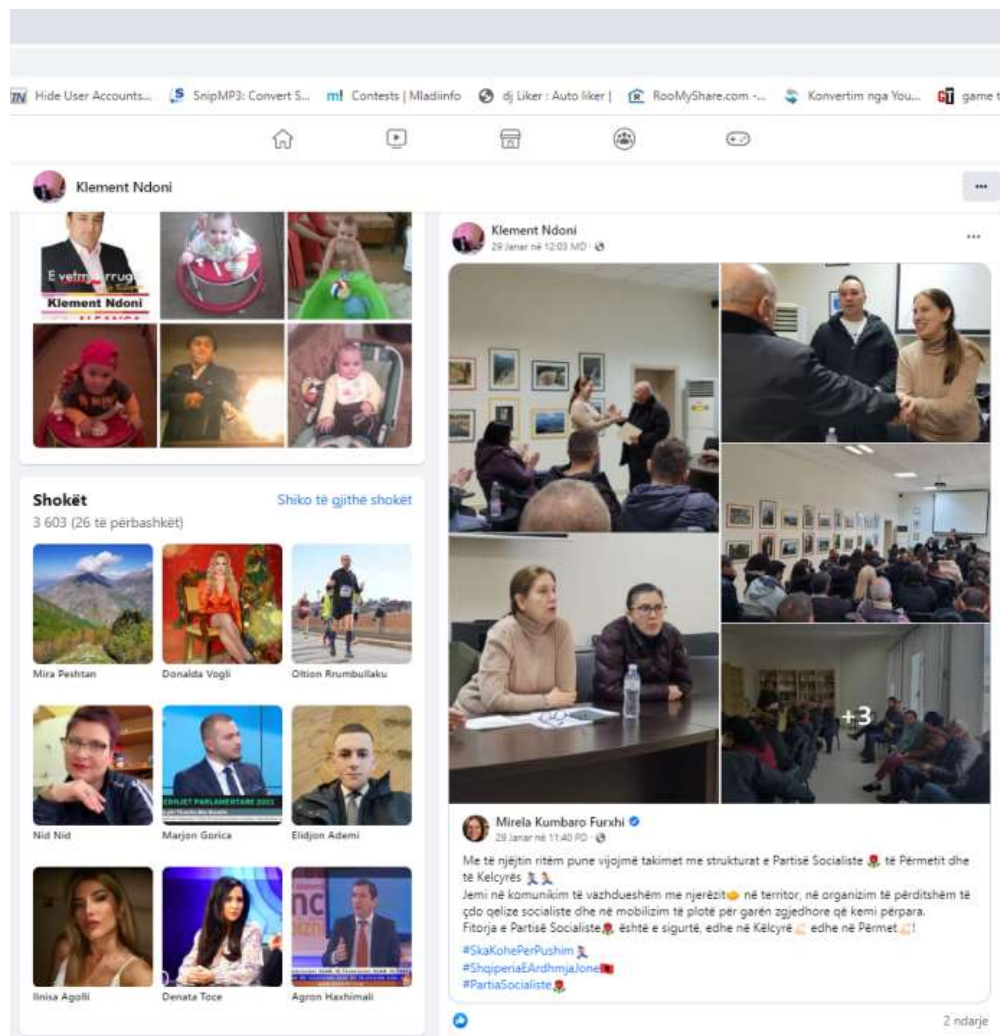 Hide User Accounts...
SnipMP3: Convert S...
m! Contests | Mladiinfo
dj Liker : Auto liker |
RooMyShare.com -...
Konvertim nga You...
GT game t
Klement Ndoni
E vetmja rrugë
Klement Ndoni
Shokët
Shiko të gjithë shokët
3 603 (26 të përbashkët)
Mira Peshtan
Donalda Vogli
Oltion Rrumbullaku
EDHJET PARLAMENTARE 2023
Nid Nid
Marjon Gorica
Elidjon Ademi
Ilnisa Agolli
Denata Toce
Agron Haxhimali
Klement Ndoni
29 Janar në 12:03 MD
+3
Mirela Kumbaro Furxhi
29 Janar në 11:40 PD
Me të njëjtin ritëm pune vijojmë takimet me strukturat e Partisë Socialiste 🌹 të Përmetit dhe
të Kelcyrës
Jemi në komunikim të vazhdueshëm me njerëzit në territor, në organizim të përditshëm të
çdo qelize socialiste dhe në mobilizim të plotë për garën zgjedhore që kemi përpara.
Fitorja e Partisë Socialiste🌹 është e sigurtë, edhe në Këlcyrë edhe në Përmet !
#SkaKohePerPushim
#ShqiperiaEArdhmjaJone🇦🇱
#PartiaSocialiste🌹
2 ndarje